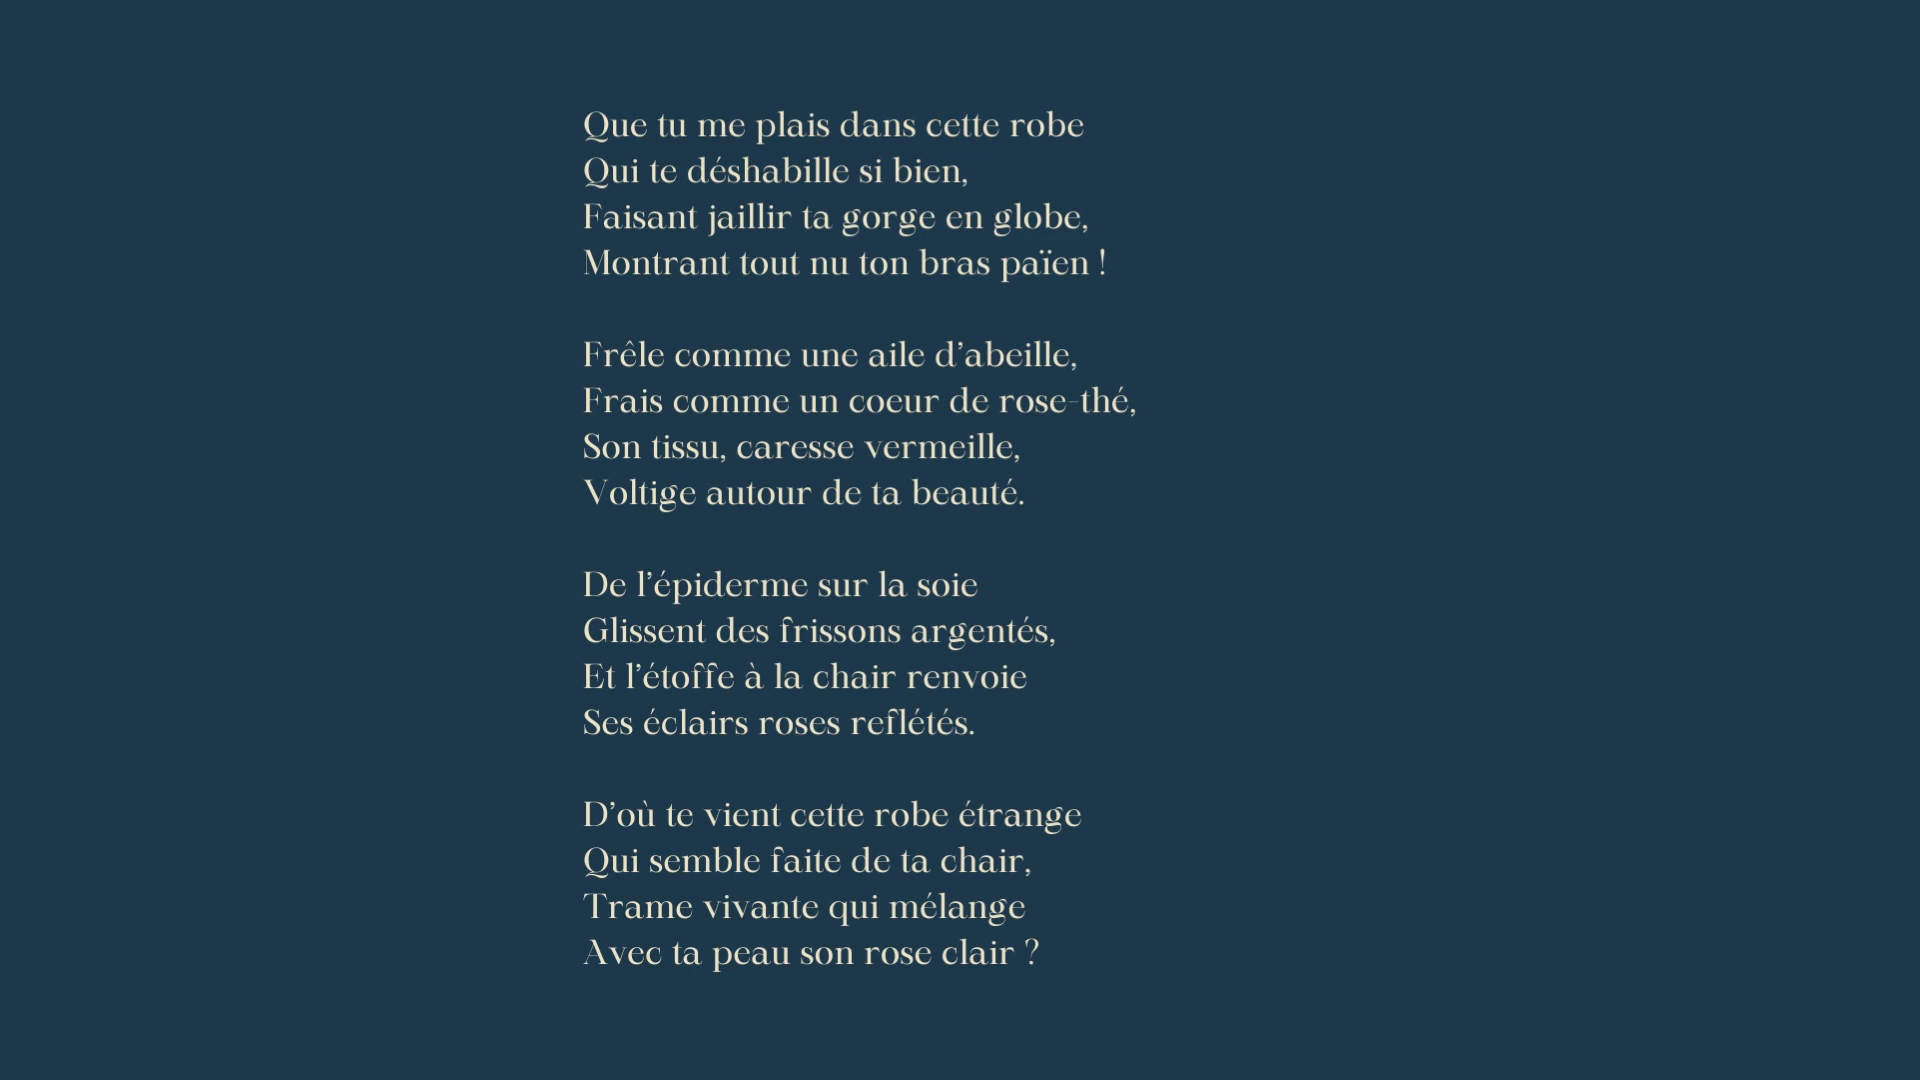 Que tu me plais dans cette robe
Qui te déshabille si bien,
Faisant jaillir ta gorge en globe,
Montrant tout nu ton bras païen !
Frêle comme une aile d’abeille,
Frais comme un coeur de rose-thé,
Son tissu, caresse vermeille,
Voltige autour de ta beauté.
De l’épiderme sur la soie
Glissent des frissons argentés,
Et l’étoffe à la chair renvoie
Ses éclairs roses reflétés.
D’où te vient cette robe étrange
Qui semble faite de ta chair,
Trame vivante qui mélange
Avec ta peau son rose clair ?